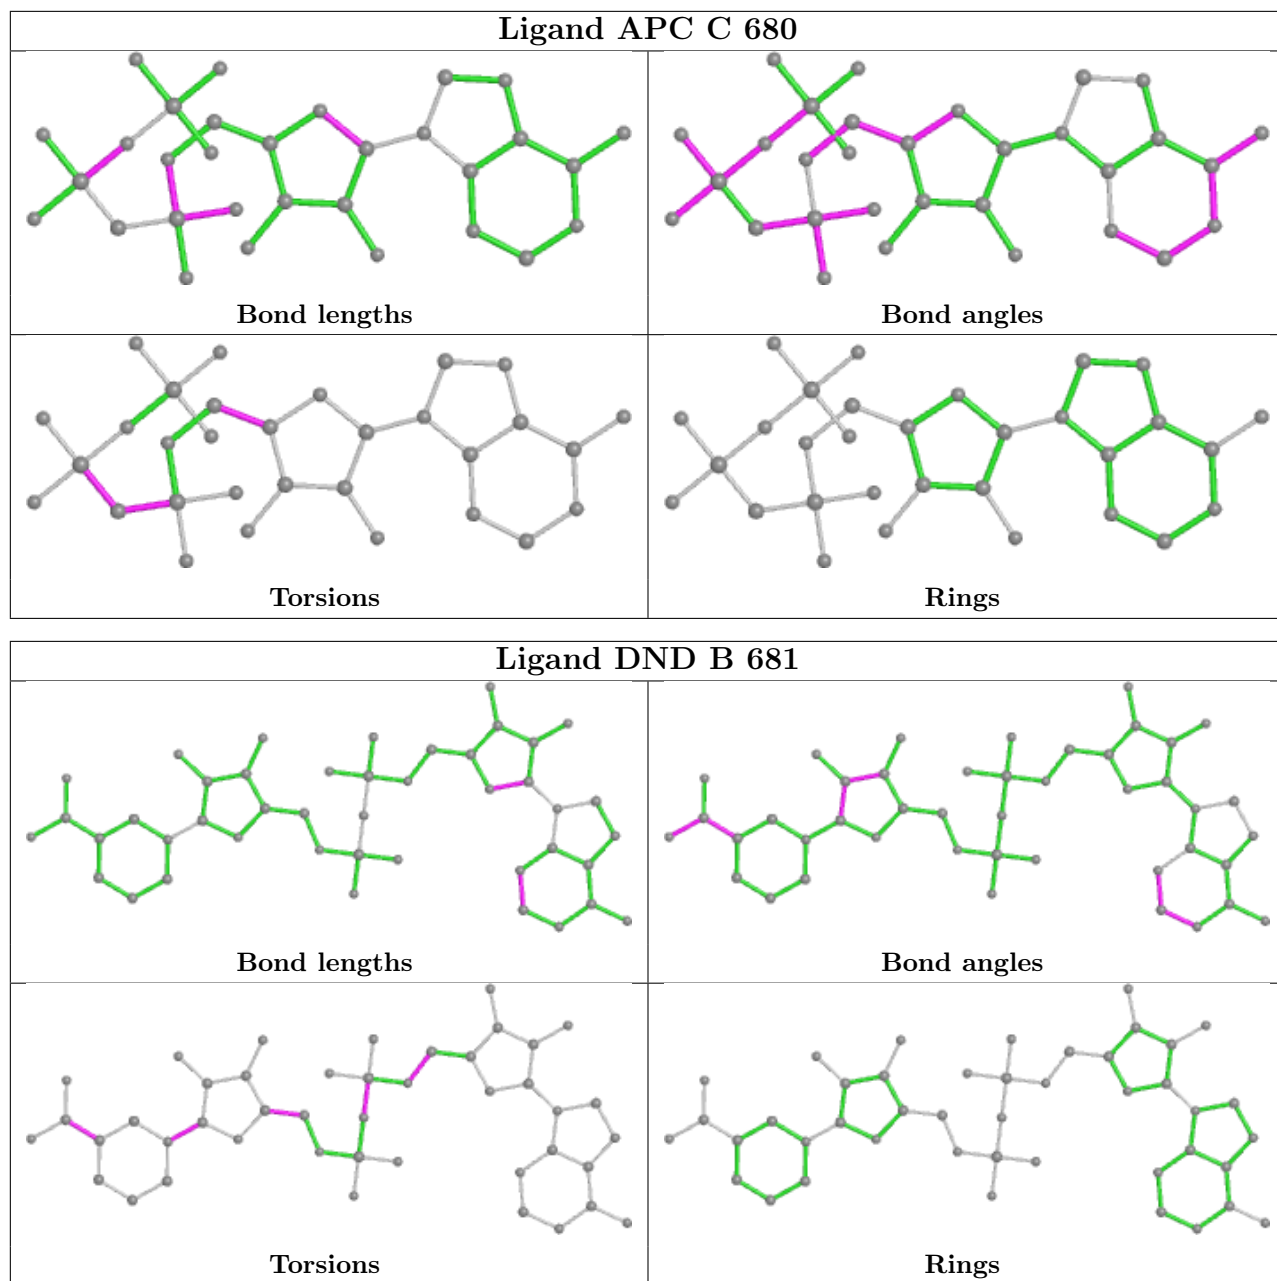 Ligand APC C 680
Bond lengths
Bond angles
Torsions
Rings
Ligand DND B 681
Bond lengths
Bond angles
Torsions
Rings